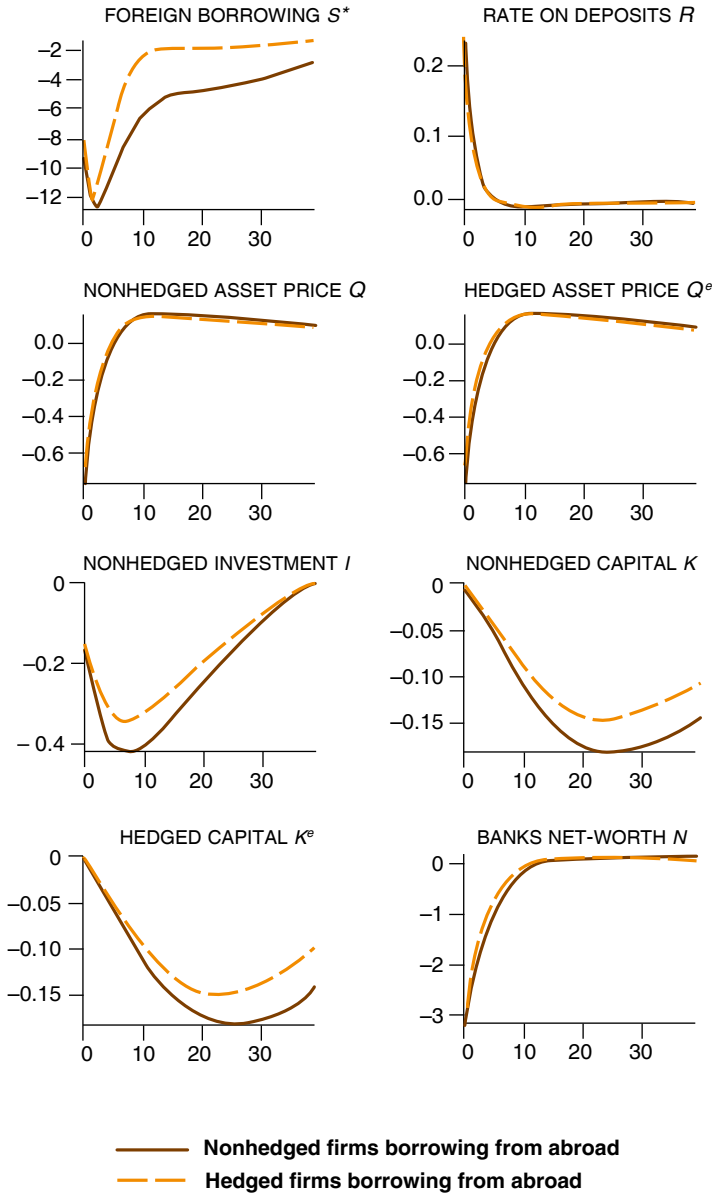 FOREIGN BORROWING S*
−2
−4
−6
−8
−10
−12
0 10 20 30
RATE ON DEPOSITS R
0.2
0.1
0.0
0 10 20 30
NONHEDGED ASSET PRICE Q
0.0
−0.2
−0.4
−0.6
0 10 20 30
HEDGED ASSET PRICE Qe
0.0
−0.2
−0.4
−0.6
0 10 20 30
NONHEDGED INVESTMENT I
0
−0.2
− 0.4
0 10 20 30
NONHEDGED CAPITAL K
0
−0.05
−0.10
−0.15
0 10 20 30
HEDGED CAPITAL Ke
0
−0.05
−0.10
−0.15
0 10 20 30
BANKS NET-WORTH N
0
−1
−2
−3
0 10 20 30
Nonhedged firms borrowing from abroad
Hedged firms borrowing from abroad